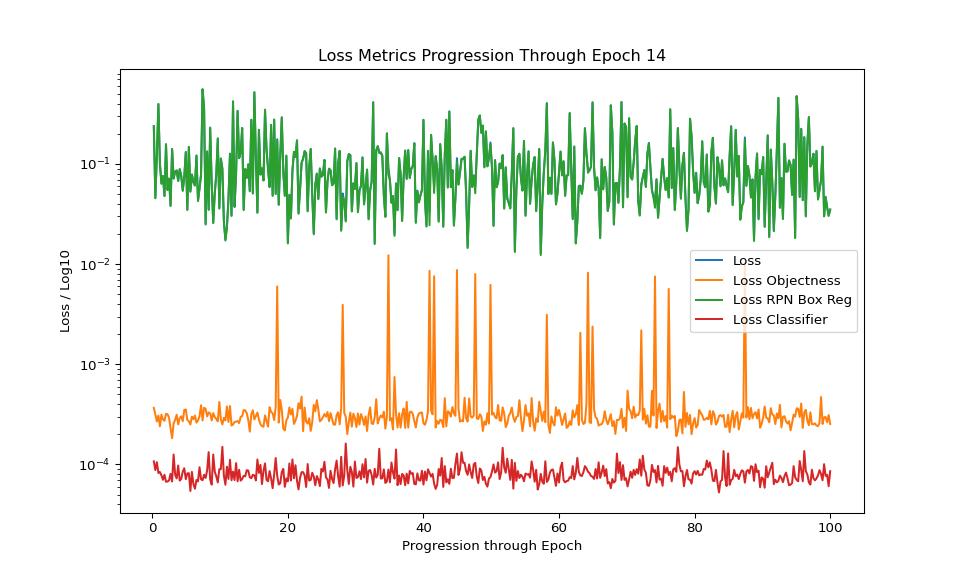 Loss Metrics Progression Through Epoch 14
Loss / Log10
10⁻¹
10⁻²
10⁻³
10⁻⁴
Loss
Loss Objectness
Loss RPN Box Reg
Loss Classifier
0 20 40 60 80 100
Progression through Epoch